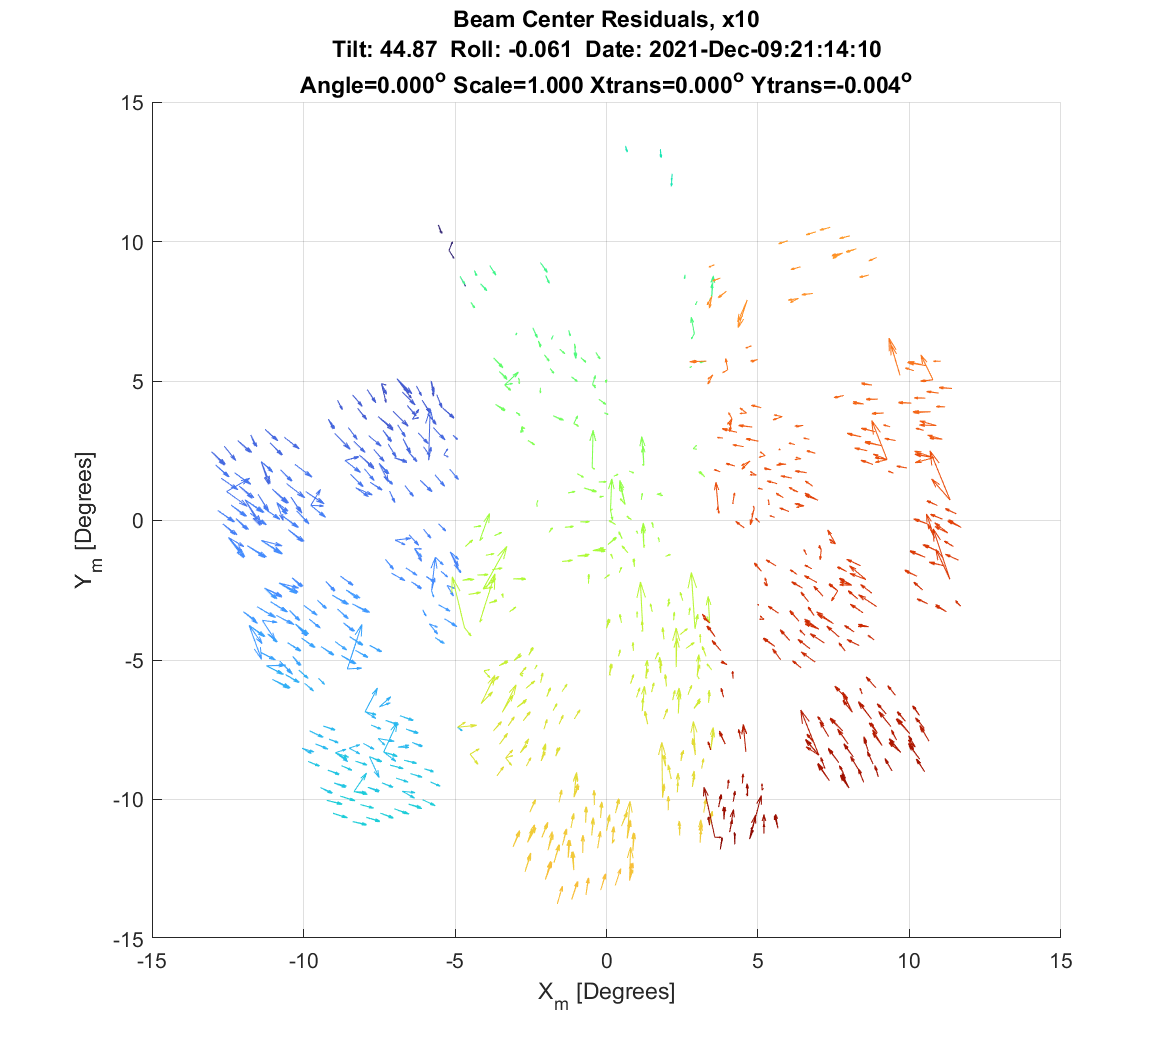 Beam Center Residuals, x10
Tilt: 44.87 Roll: -0.061 Date: 2021-Dec-09:21:14:10
Angle=0.000° Scale=1.000 Xtrans=0.000° Ytrans=-0.004°
15
10
5
0
-5
-10
-15
Y_m [Degrees]
-15 -10 -5 0 5 10 15
X_m [Degrees]